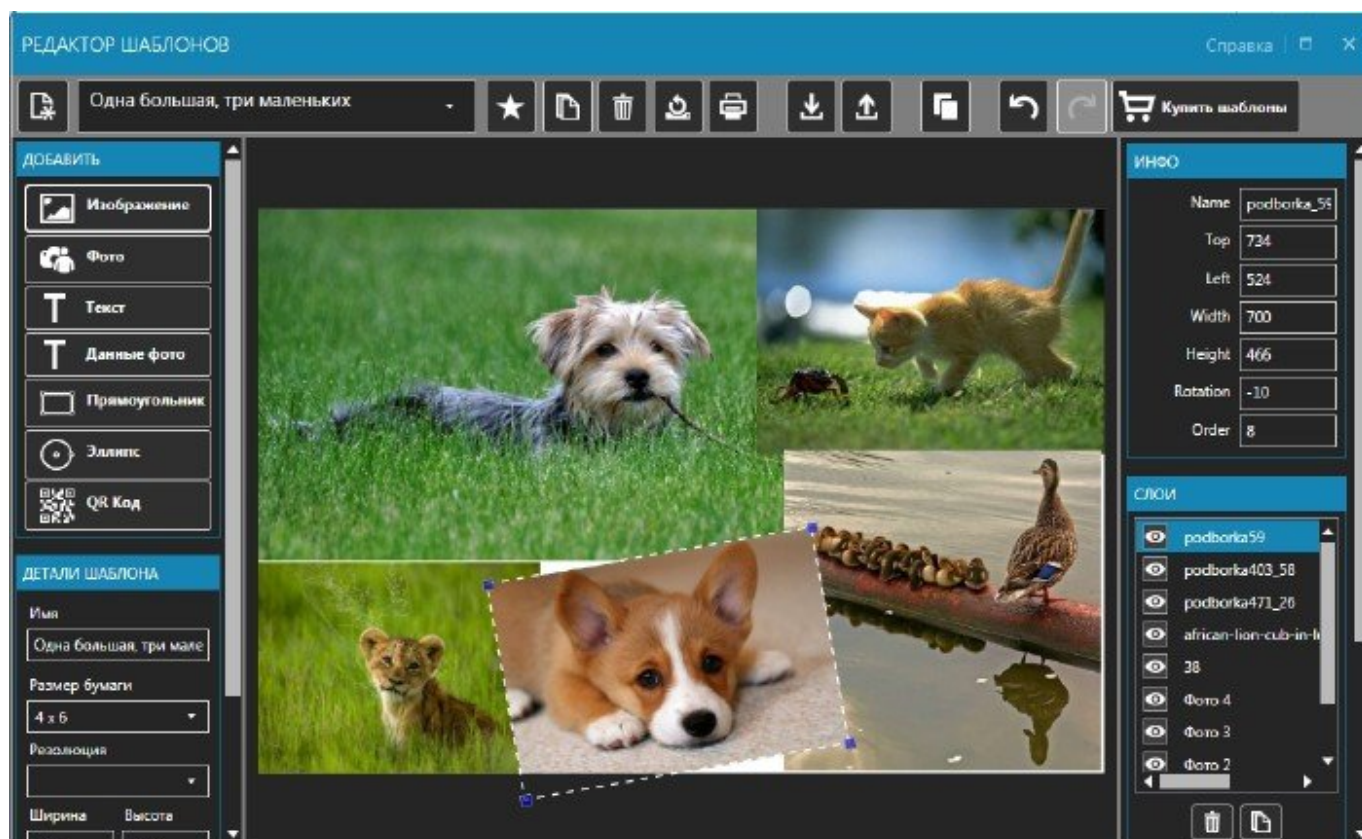 РЕДАКТОР ШАБЛОНОВ
Справка
Одна большая, три маленьких
Купить шаблоны
ДОБАВИТЬ
Изображение
Фото
Текст
Данные фото
Прямоугольник
Эллипс
QR Код
ДЕТАЛИ ШАБЛОНА
Имя
Одна большая, три мале
Размер бумаги
4 x 6
Резолюция
Ширина Высота
ИНФО
Name podborka_59
Top 734
Left 524
Width 700
Height 466
Rotation -10
Order 8
СЛОИ
podborka59
podborka403_58
podborka471_26
african-lion-cub-in-l
38
Фото 4
Фото 3
Фото 2